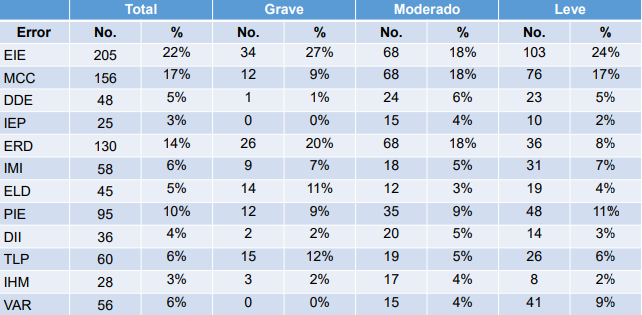 Total Grave Moderado Leve
Error No. % No. % No. % No. %
EIE 205 22% 34 27% 68 18% 103 24%
MCC 156 17% 12 9% 68 18% 76 17%
DDE 48 5% 1 1% 24 6% 23 5%
IEP 25 3% 0 0% 15 4% 10 2%
ERD 130 14% 26 20% 68 18% 36 8%
IMI 58 6% 9 7% 18 5% 31 7%
ELD 45 5% 14 11% 12 3% 19 4%
PIE 95 10% 12 9% 35 9% 48 11%
DII 36 4% 2 2% 20 5% 14 3%
TLP 60 6% 15 12% 19 5% 26 6%
IHM 28 3% 3 2% 17 4% 8 2%
VAR 56 6% 0 0% 15 4% 41 9%